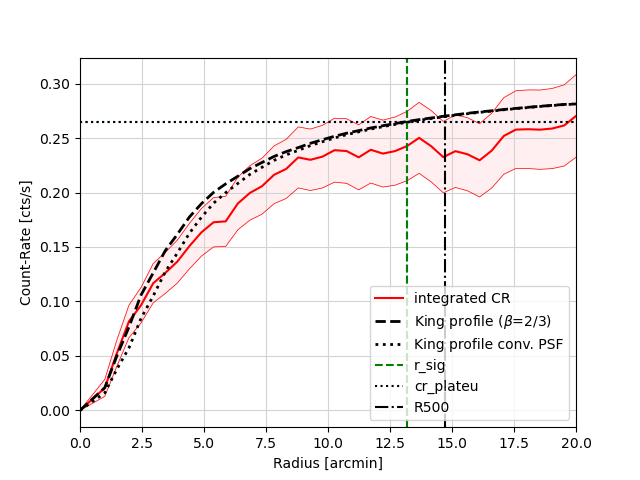 0.30
0.25
0.20
0.15
0.10
0.05
0.00
Count-Rate [cts/s]
integrated CR
King profile (β=2/3)
King profile conv. PSF
r_sig
cr_plateu
R500
0.0 2.5 5.0 7.5 10.0 12.5 15.0 17.5 20.0
Radius [arcmin]